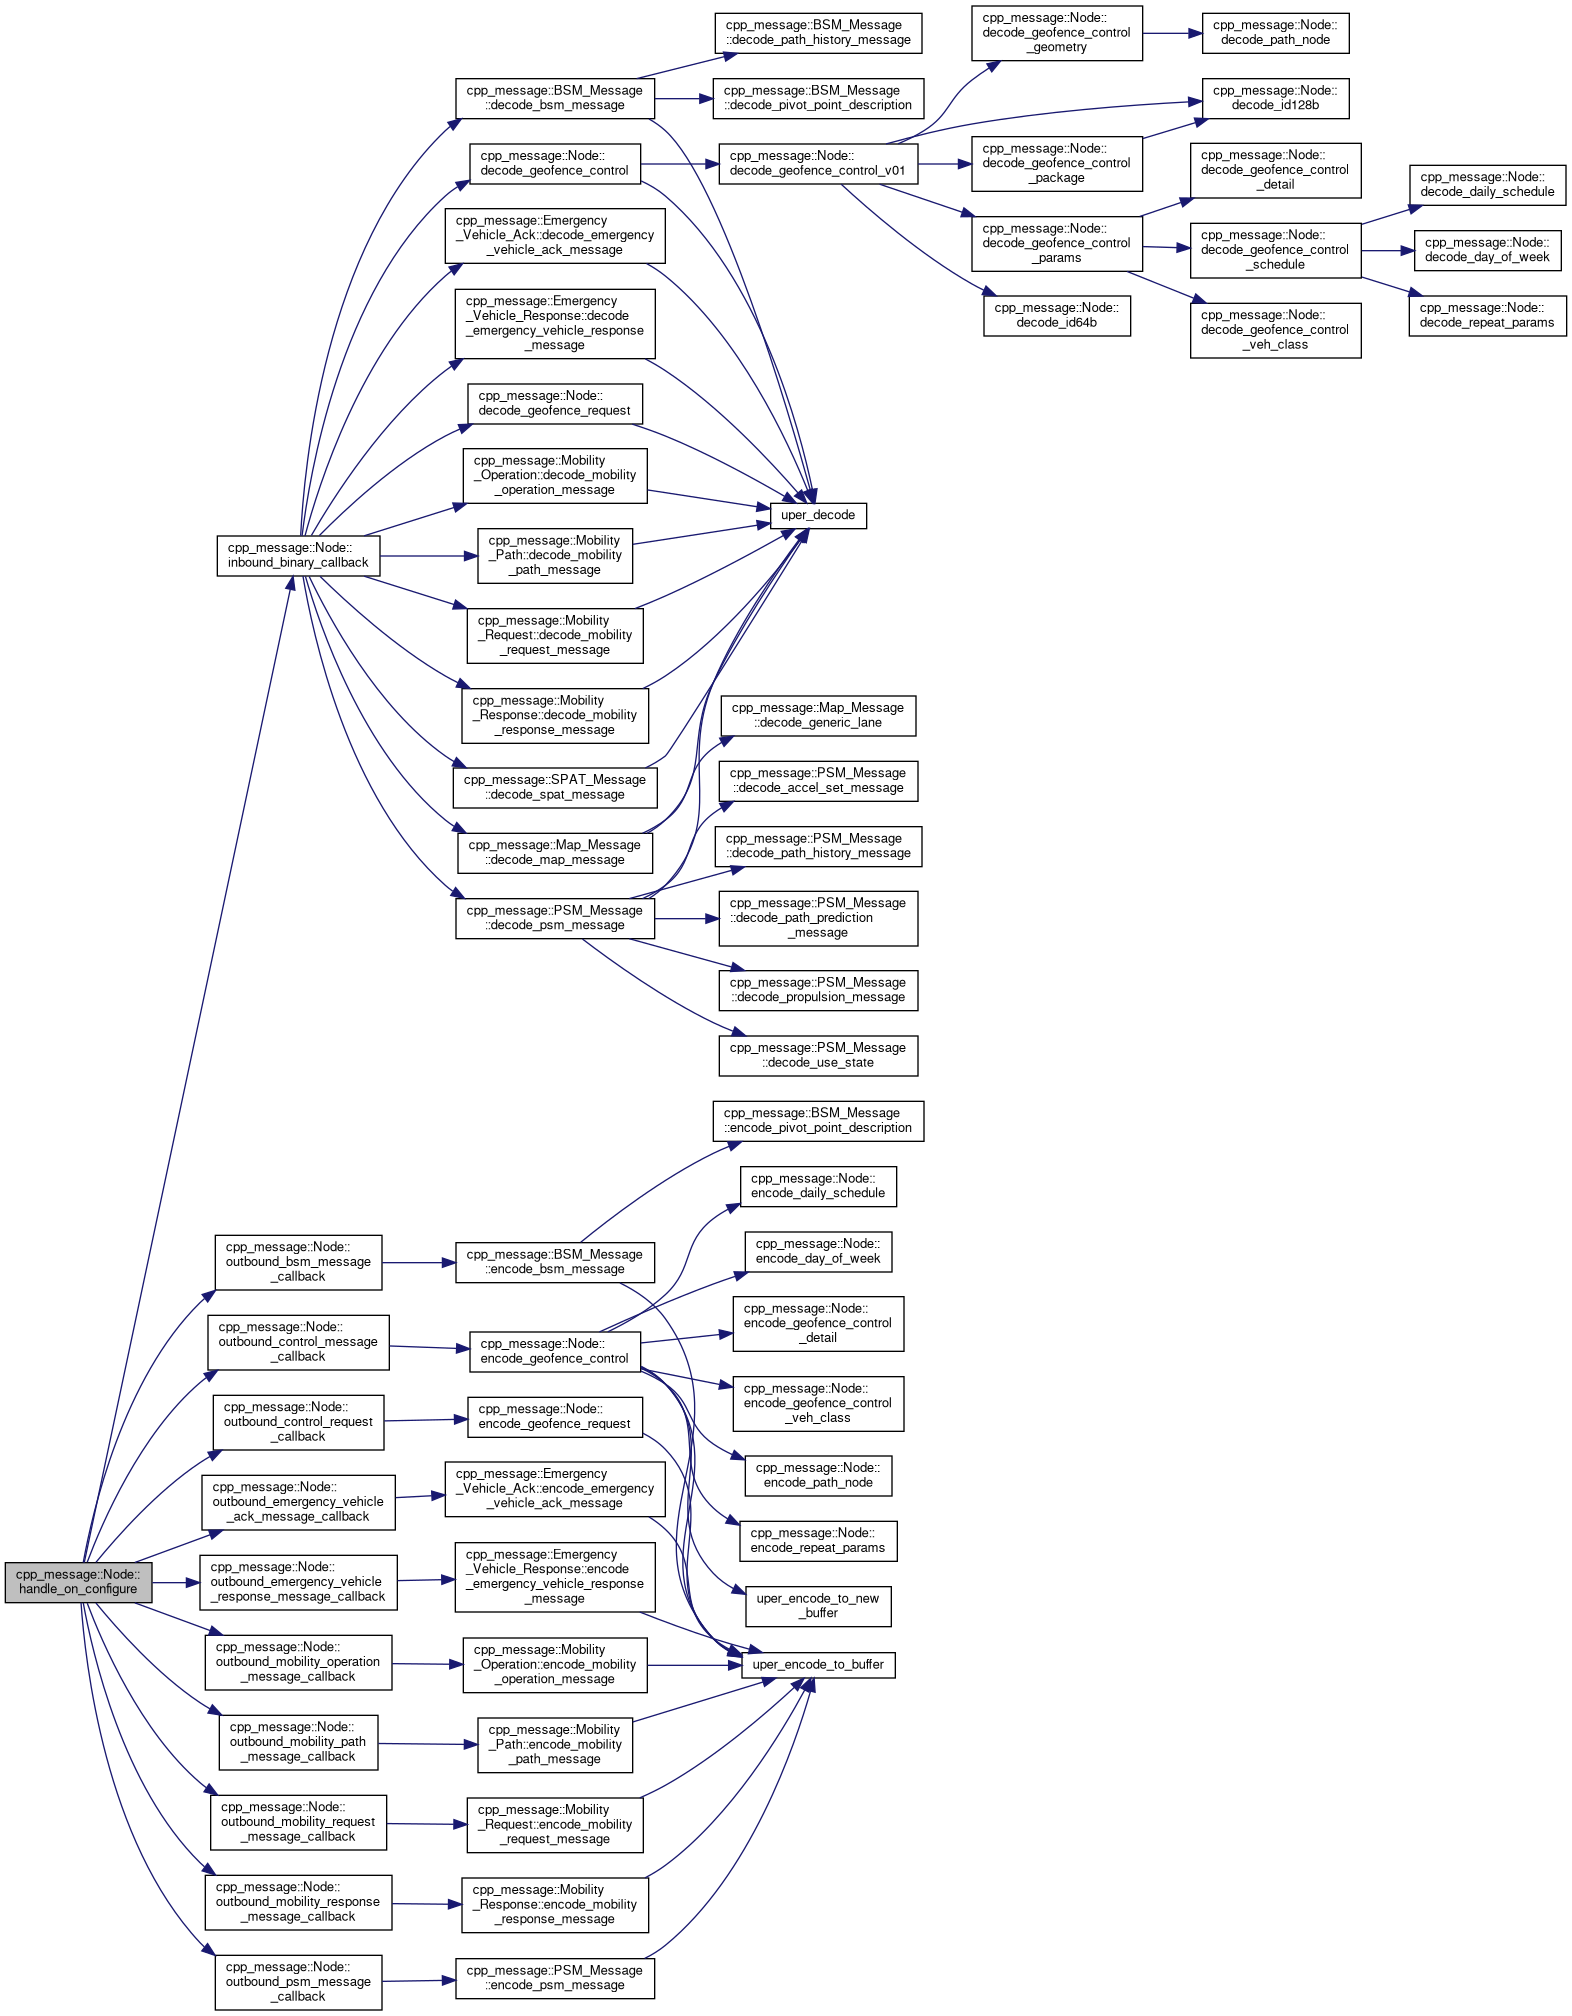 cpp_message::Node::
handle_on_configure
cpp_message::Node::
inbound_binary_callback
cpp_message::BSM_Message
::decode_bsm_message
cpp_message::BSM_Message
::decode_path_history_message
cpp_message::BSM_Message
::decode_pivot_point_description
cpp_message::Node::
decode_geofence_control
cpp_message::Node::
decode_geofence_control_v01
cpp_message::Node::
decode_geofence_control
_geometry
cpp_message::Node::
decode_path_node
cpp_message::Node::
decode_id128b
cpp_message::Node::
decode_geofence_control
_package
cpp_message::Node::
decode_geofence_control
_params
cpp_message::Node::
decode_geofence_control
_detail
cpp_message::Node::
decode_geofence_control
_schedule
cpp_message::Node::
decode_daily_schedule
cpp_message::Node::
decode_day_of_week
cpp_message::Node::
decode_repeat_params
cpp_message::Node::
decode_geofence_control
_veh_class
cpp_message::Node::
decode_id64b
cpp_message::Emergency
_Vehicle_Ack::decode_emergency
_vehicle_ack_message
cpp_message::Emergency
_Vehicle_Response::decode
_emergency_vehicle_response
_message
cpp_message::Node::
decode_geofence_request
cpp_message::Mobility
_Operation::decode_mobility
_operation_message
cpp_message::Mobility
_Path::decode_mobility
_path_message
cpp_message::Mobility
_Request::decode_mobility
_request_message
cpp_message::Mobility
_Response::decode_mobility
_response_message
cpp_message::SPAT_Message
::decode_spat_message
cpp_message::Map_Message
::decode_map_message
cpp_message::PSM_Message
::decode_psm_message
uper_decode
cpp_message::Map_Message
::decode_generic_lane
cpp_message::PSM_Message
::decode_accel_set_message
cpp_message::PSM_Message
::decode_path_history_message
cpp_message::PSM_Message
::decode_path_prediction
_message
cpp_message::PSM_Message
::decode_propulsion_message
cpp_message::PSM_Message
::decode_use_state
cpp_message::Node::
outbound_bsm_message
_callback
cpp_message::BSM_Message
::encode_bsm_message
cpp_message::BSM_Message
::encode_pivot_point_description
cpp_message::Node::
outbound_control_message
_callback
cpp_message::Node::
encode_geofence_control
cpp_message::Node::
encode_daily_schedule
cpp_message::Node::
encode_day_of_week
cpp_message::Node::
encode_geofence_control
_detail
cpp_message::Node::
encode_geofence_control
_veh_class
cpp_message::Node::
encode_path_node
cpp_message::Node::
encode_repeat_params
uper_encode_to_new
_buffer
uper_encode_to_buffer
cpp_message::Node::
outbound_control_request
_callback
cpp_message::Node::
encode_geofence_request
cpp_message::Node::
outbound_emergency_vehicle
_ack_message_callback
cpp_message::Emergency
_Vehicle_Ack::encode_emergency
_vehicle_ack_message
cpp_message::Node::
outbound_emergency_vehicle
_response_message_callback
cpp_message::Emergency
_Vehicle_Response::encode
_emergency_vehicle_response
_message
cpp_message::Node::
outbound_mobility_operation
_message_callback
cpp_message::Mobility
_Operation::encode_mobility
_operation_message
cpp_message::Node::
outbound_mobility_path
_message_callback
cpp_message::Mobility
_Path::encode_mobility
_path_message
cpp_message::Node::
outbound_mobility_request
_message_callback
cpp_message::Mobility
_Request::encode_mobility
_request_message
cpp_message::Node::
outbound_mobility_response
_message_callback
cpp_message::Mobility
_Response::encode_mobility
_response_message
cpp_message::Node::
outbound_psm_message
_callback
cpp_message::PSM_Message
::encode_psm_message